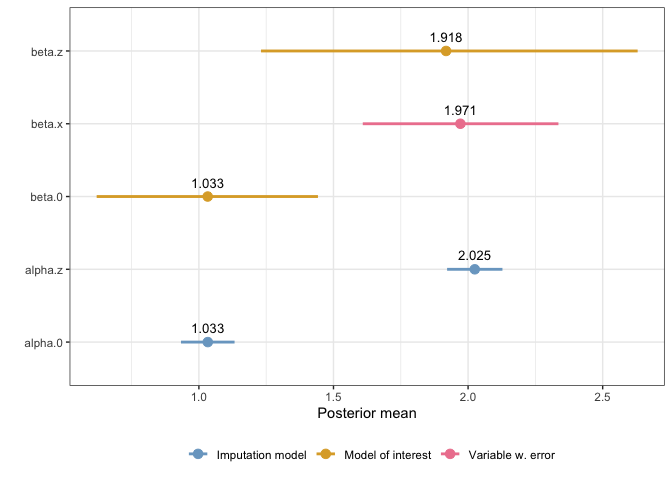 beta.z
1.918
beta.x
1.971
beta.0
1.033
alpha.z
2.025
alpha.0
1.033
1.0 1.5 2.0 2.5
Posterior mean
Imputation model Model of interest Variable w. error